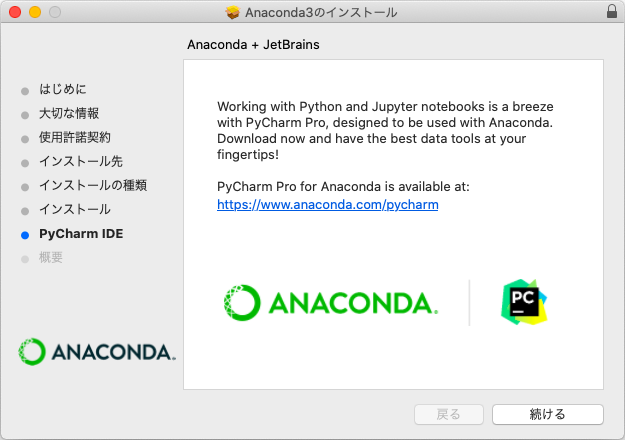 Anaconda3のインストール
Anaconda + JetBrains
はじめに
大切な情報
使用許諾契約
インストール先
インストールの種類
インストール
PyCharm IDE
概要
Working with Python and Jupyter notebooks is a breeze
with PyCharm Pro, designed to be used with Anaconda.
Download now and have the best data tools at your
fingertips!
PyCharm Pro for Anaconda is available at:
https://www.anaconda.com/pycharm
ANACONDA.
PC
ANACONDA.
戻る
続ける